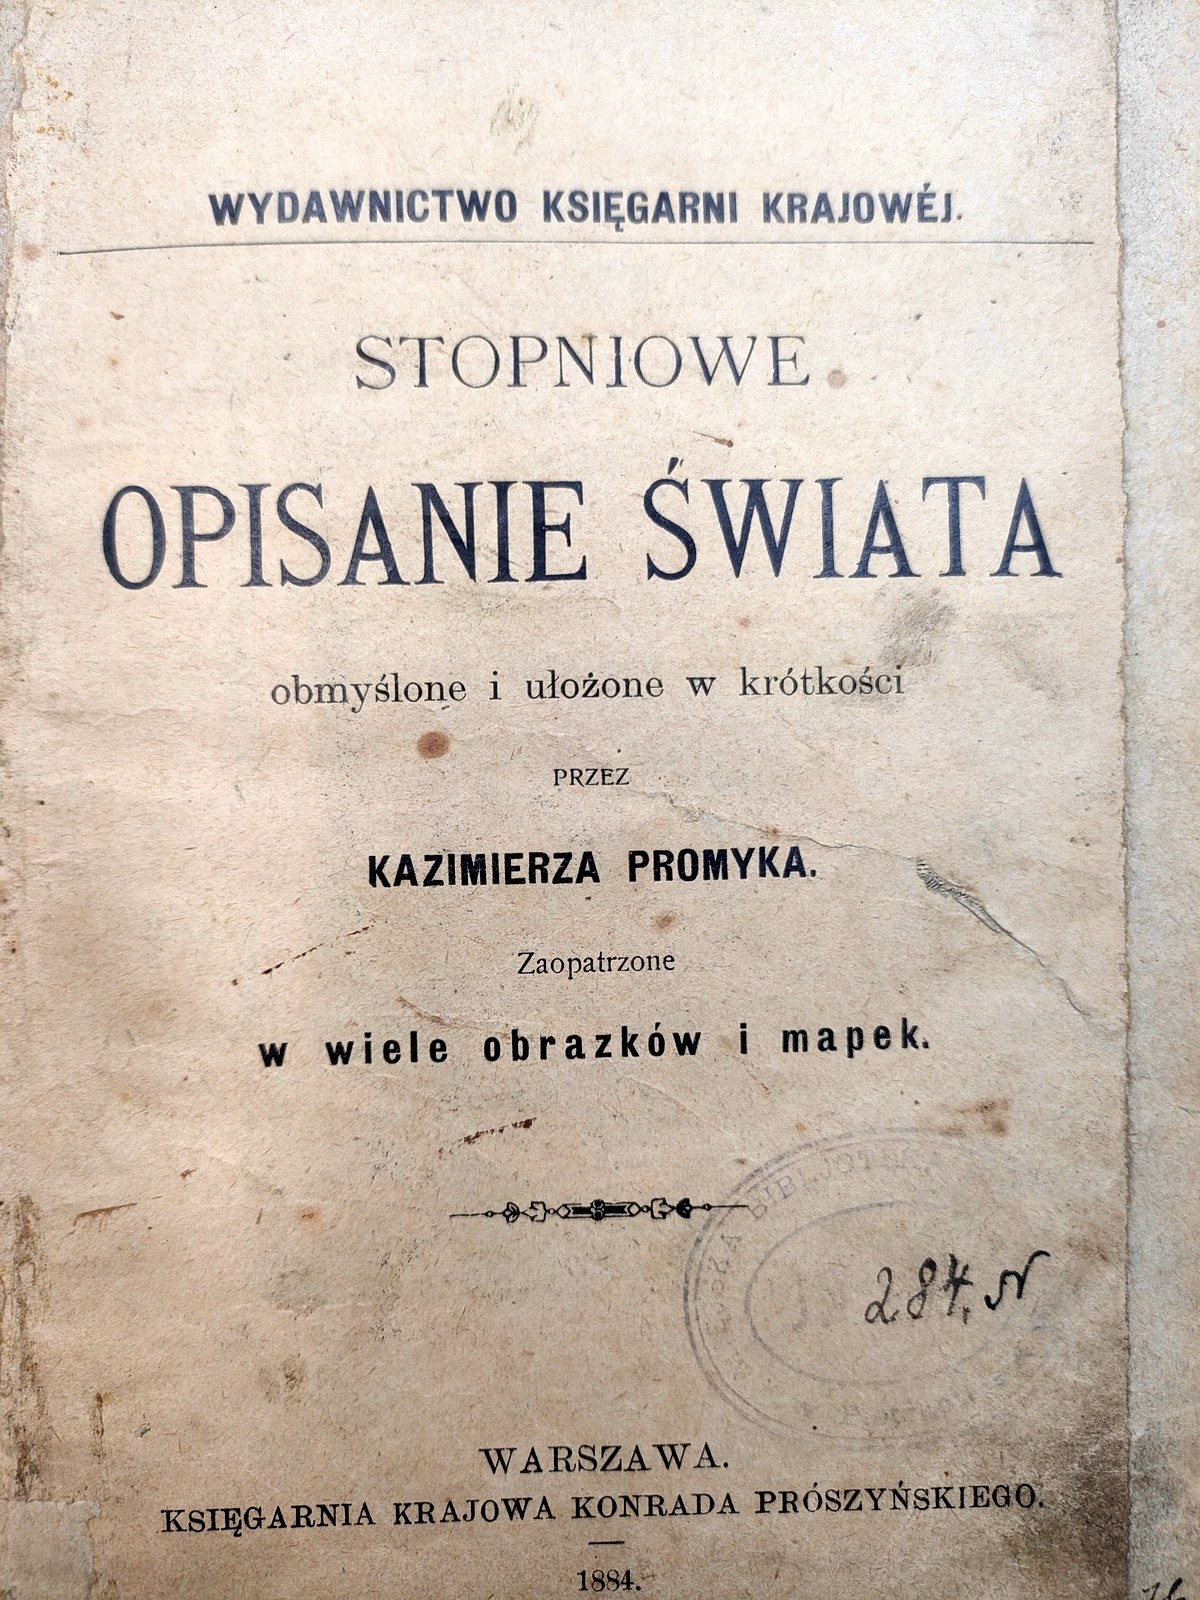 WYDAWNICTWO KSIĘGARNI KRAJOWÉJ.
STOPNIOWE
OPISANIE ŚWIATA
obmyślone i ułożone w krótkości
PRZEZ
KAZIMIERZA PROMYKA.
Zaopatrzone
w wiele obrazków i mapek.
BIBLJOTEKA
284.
WARSZAWA.
KSIĘGARNIA KRAJOWA KONRADA PRÓSZYŃSKIEGO.
1884.